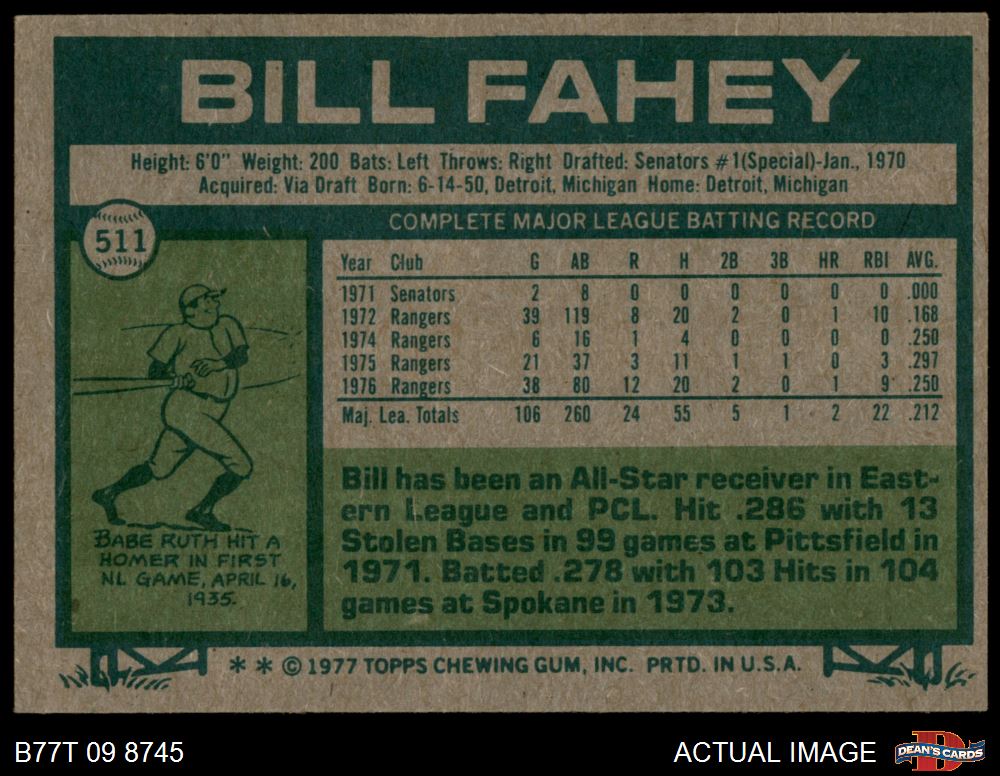 BILL FAHEY
Height: 6'0" Weight: 200 Bats: Left Throws: Right Drafted: Senators #1(Special)-Jan., 1970
Acquired: Via Draft Born: 6-14-50, Detroit, Michigan Home: Detroit, Michigan
511
COMPLETE MAJOR LEAGUE BATTING RECORD
Year Club G AB R H 2B 3B HR RBI AVG.
1971 Senators 2 8 0 0 0 0 0 0 .000
1972 Rangers 39 119 8 20 2 0 1 10 .168
1974 Rangers 6 16 1 4 0 0 0 0 .250
1975 Rangers 21 37 3 11 1 1 0 3 .297
1976 Rangers 38 80 12 20 2 0 1 9 .250
Maj. Lea. Totals 106 260 24 55 5 1 2 22 .212
BABE RUTH HIT A
HOMER IN FIRST
NL GAME, APRIL 16,
1935.
Bill has been an All-Star receiver in East-
ern League and PCL. Hit .286 with 13
Stolen Bases in 99 games at Pittsfield in
1971. Batted .278 with 103 Hits in 104
games at Spokane in 1973.
* * © 1977 TOPPS CHEWING GUM, INC. PRTD. IN U.S.A.
B77T 09 8745
ACTUAL IMAGE
DEAN'S CARDS